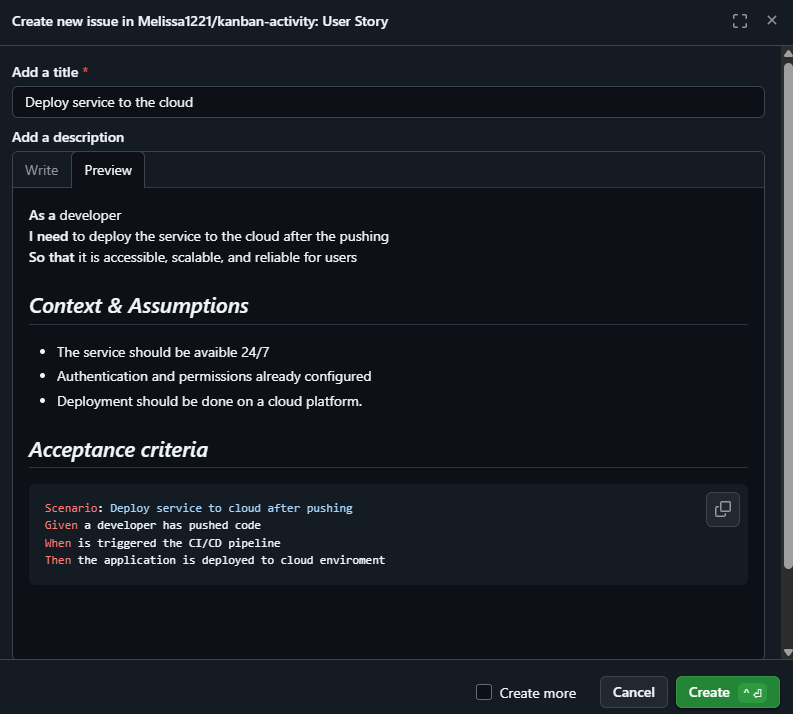 Create new issue in Melissa1221/kanban-activity: User Story
Add a title *
Deploy service to the cloud
Add a description
Write Preview
As a developer
I need to deploy the service to the cloud after the pushing
So that it is accessible, scalable, and reliable for users
Context & Assumptions
The service should be avaible 24/7
Authentication and permissions already configured
Deployment should be done on a cloud platform.
Acceptance criteria
Scenario: Deploy service to cloud after pushing
Given a developer has pushed code
When is triggered the CI/CD pipeline
Then the application is deployed to cloud enviroment
Create more Cancel Create ^ ⏎